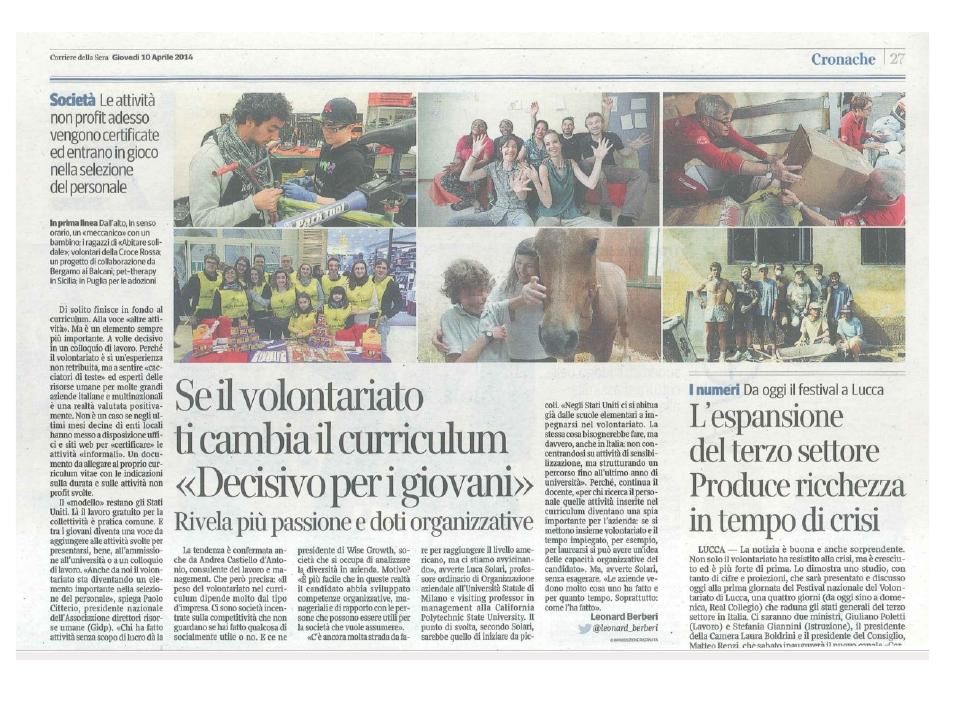 Corriere della Sera Giovedì 10 Aprile 2014
Cronache 27
Società Le attività
non profit adesso
vengono certificate
ed entrano in gioco
nella selezione
del personale
In prima linea Dall'alto, in senso
orario, un «meccanico» con un
bambino; i ragazzi di «Abitare soli-
dale»; volontari della Croce Rossa;
un progetto di collaborazione da
Bergamo ai Balcani; pet-therapy
in Sicilia; in Puglia per le adozioni
Park Tool
Se il volontariato
ti cambia il curriculum
«Decisivo per i giovani»
Rivela più passione e doti organizzative
Di solito finisce in fondo al
curriculum. Alla voce «altre atti-
vità». Ma è un elemento sempre
più importante. A volte decisivo
in un colloquio di lavoro. Perché
il volontariato è sì un'esperienza
non retribuita, ma a sentire «cac-
ciatori di teste» ed esperti delle
risorse umane per molte grandi
aziende italiane e multinazionali
è una realtà valutata positiva-
mente. Non è un caso se negli ul-
timi mesi decine di enti locali
hanno messo a disposizione uffi-
ci e siti web per «certificare» le
attività «informali». Un docu-
mento da allegare al proprio cur-
riculum vitae con le indicazioni
sulla durata e sulle attività non
profit svolte.
Il «modello» restano gli Stati
Uniti. Là il lavoro gratuito per la
collettività è pratica comune. E
tra i giovani diventa una voce da
aggiungere alle attività svolte per
presentarsi, bene, all'ammissio-
ne all'università o a un colloquio
di lavoro. «Anche da noi il volon-
tariato sta diventando un ele-
mento importante nella selezio-
ne del personale», spiega Paolo
Citterio, presidente nazionale
dell'Associazione direttori risor-
se umane (Gidp). «Chi ha fatto
attività senza scopo di lucro dà la
La tendenza è confermata an-
che da Andrea Castiello d'Anto-
nio, consulente del lavoro e ma-
nagement. Che però precisa: «Il
peso del volontariato nel curri-
culum dipende molto dal tipo
d'impresa. Ci sono società incen-
trate sulla competitività che non
guardano se hai fatto qualcosa di
socialmente utile o no. E ce ne
presidente di Wise Growth, so-
cietà che si occupa di analizzare
la diversità in azienda. Motivo?
«È più facile che in queste realtà
il candidato abbia sviluppato
competenze organizzative, ma-
nageriali e di rapporto con le per-
sone che possono essere utili per
la società che vuole assumere».
«C'è ancora molta strada da fa-
re per raggiungere il livello ame-
ricano, ma ci stiamo avvicinan-
do», avverte Luca Solari, profes-
sore ordinario di Organizzazione
aziendale all'Università Statale di
Milano e visiting professor in
management alla California
Polytechnic State University. Il
punto di svolta, secondo Solari,
sarebbe quello di iniziare da pic-
coli. «Negli Stati Uniti ci si abitua
già dalle scuole elementari a im-
pegnarsi nel volontariato. La
stessa cosa bisognerebbe fare, ma
davvero, anche in Italia: non con-
centrandosi su attività di sensibi-
lizzazione, ma strutturando un
percorso fino all'ultimo anno di
università». Perché, continua il
docente, «per chi ricerca il perso-
nale quelle attività inserite nel
curriculum diventano una spia
importante per l'azienda: se si
mettono insieme volontariato e
tempo impiegato, per esempio,
per laurearsi si può avere un'idea
delle capacità organizzative del
candidato». Ma, avverte Solari,
senza esagerare. «Le aziende ve-
dono molto cosa uno ha fatto e
per quanto tempo. Soprattutto:
come l'ha fatto».
Leonard Berberi
@leonard_berberi
© RIPRODUZIONE RISERVATA
I numeri Da oggi il festival a Lucca
L'espansione
del terzo settore
Produce ricchezza
in tempo di crisi
LUCCA — La notizia è buona e anche sorprendente.
Non solo il volontariato ha resistito alla crisi, ma è cresciu-
to ed è più forte di prima. Lo dimostra uno studio, con
tanto di cifre e proiezioni, che sarà presentato e discusso
oggi alla prima giornata del Festival nazionale del Volon-
tariato di Lucca, una quattro giorni (da oggi sino a dome-
nica, Real Collegio) che raduna gli stati generali del terzo
settore in Italia. Ci saranno due ministri, Giuliano Poletti
(Lavoro) e Stefania Giannini (Istruzione), il presidente
della Camera Laura Boldrini e il presidente del Consiglio,
Matteo Renzi, che sabato inaugurerà il nuovo